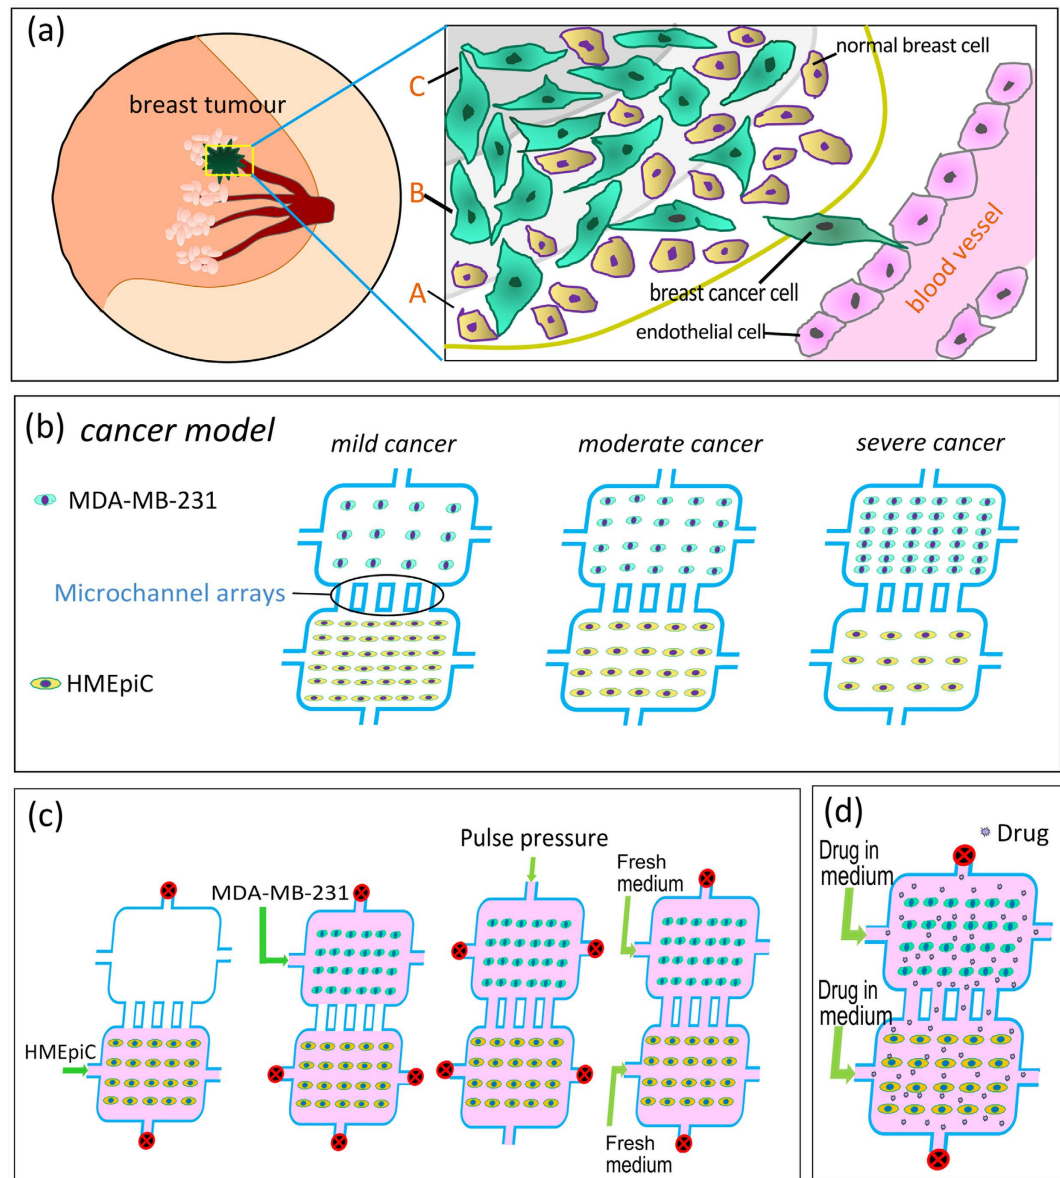 (a)
breast tumour
C
B
A
normal breast cell
breast cancer cell
endothelial cell
blood vessel
(b)
cancer model
mild cancer
moderate cancer
severe cancer
MDA-MB-231
Microchannel arrays
HMEpiC
(c)
HMEpiC
MDA-MB-231
Pulse pressure
Fresh
medium
Fresh
medium
(d)
Drug
Drug in
medium
Drug in
medium